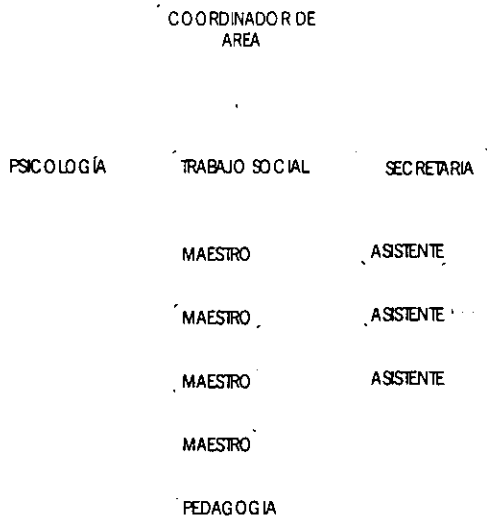 COORDINADOR DE
AREA
PSICOLOGÍA TRABAJO SOCIAL SECRETARIA
MAESTRO ASISTENTE
MAESTRO ASISTENTE
MAESTRO ASISTENTE
MAESTRO
PEDAGOGIA